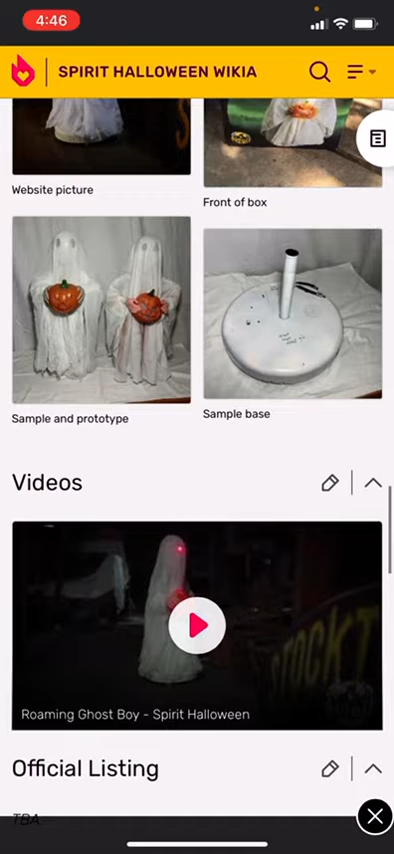 4:46
SPIRIT HALLOWEEN WIKIA
Website picture
Front of box
Sample and prototype
Sample base
Videos
STOCKT
Roaming Ghost Boy - Spirit Halloween
Official Listing
TBA